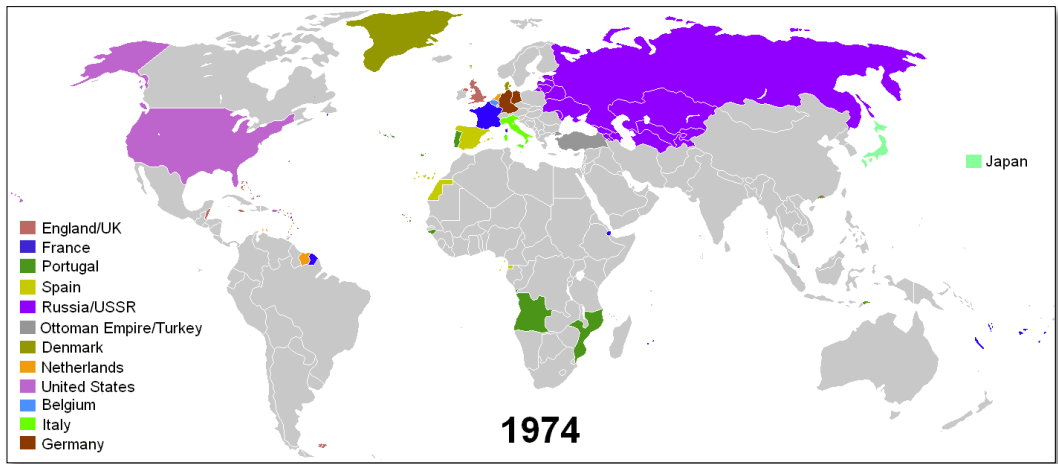 Japan
England/UK
France
Portugal
Spain
Russia/USSR
Ottoman Empire/Turkey
Denmark
Netherlands
United States
Belgium
Italy
Germany
1974